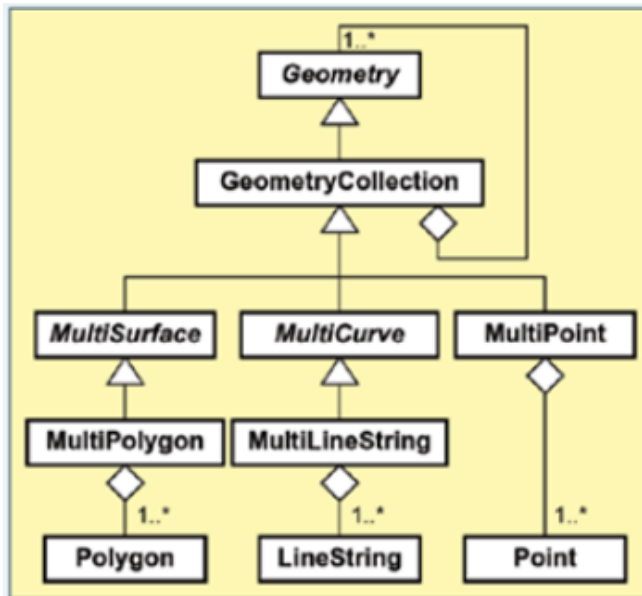 1..*
Geometry
GeometryCollection
MultiSurface MultiCurve MultiPoint
MultiPolygon MultiLineString
1..* 1..* 1..*
Polygon LineString Point